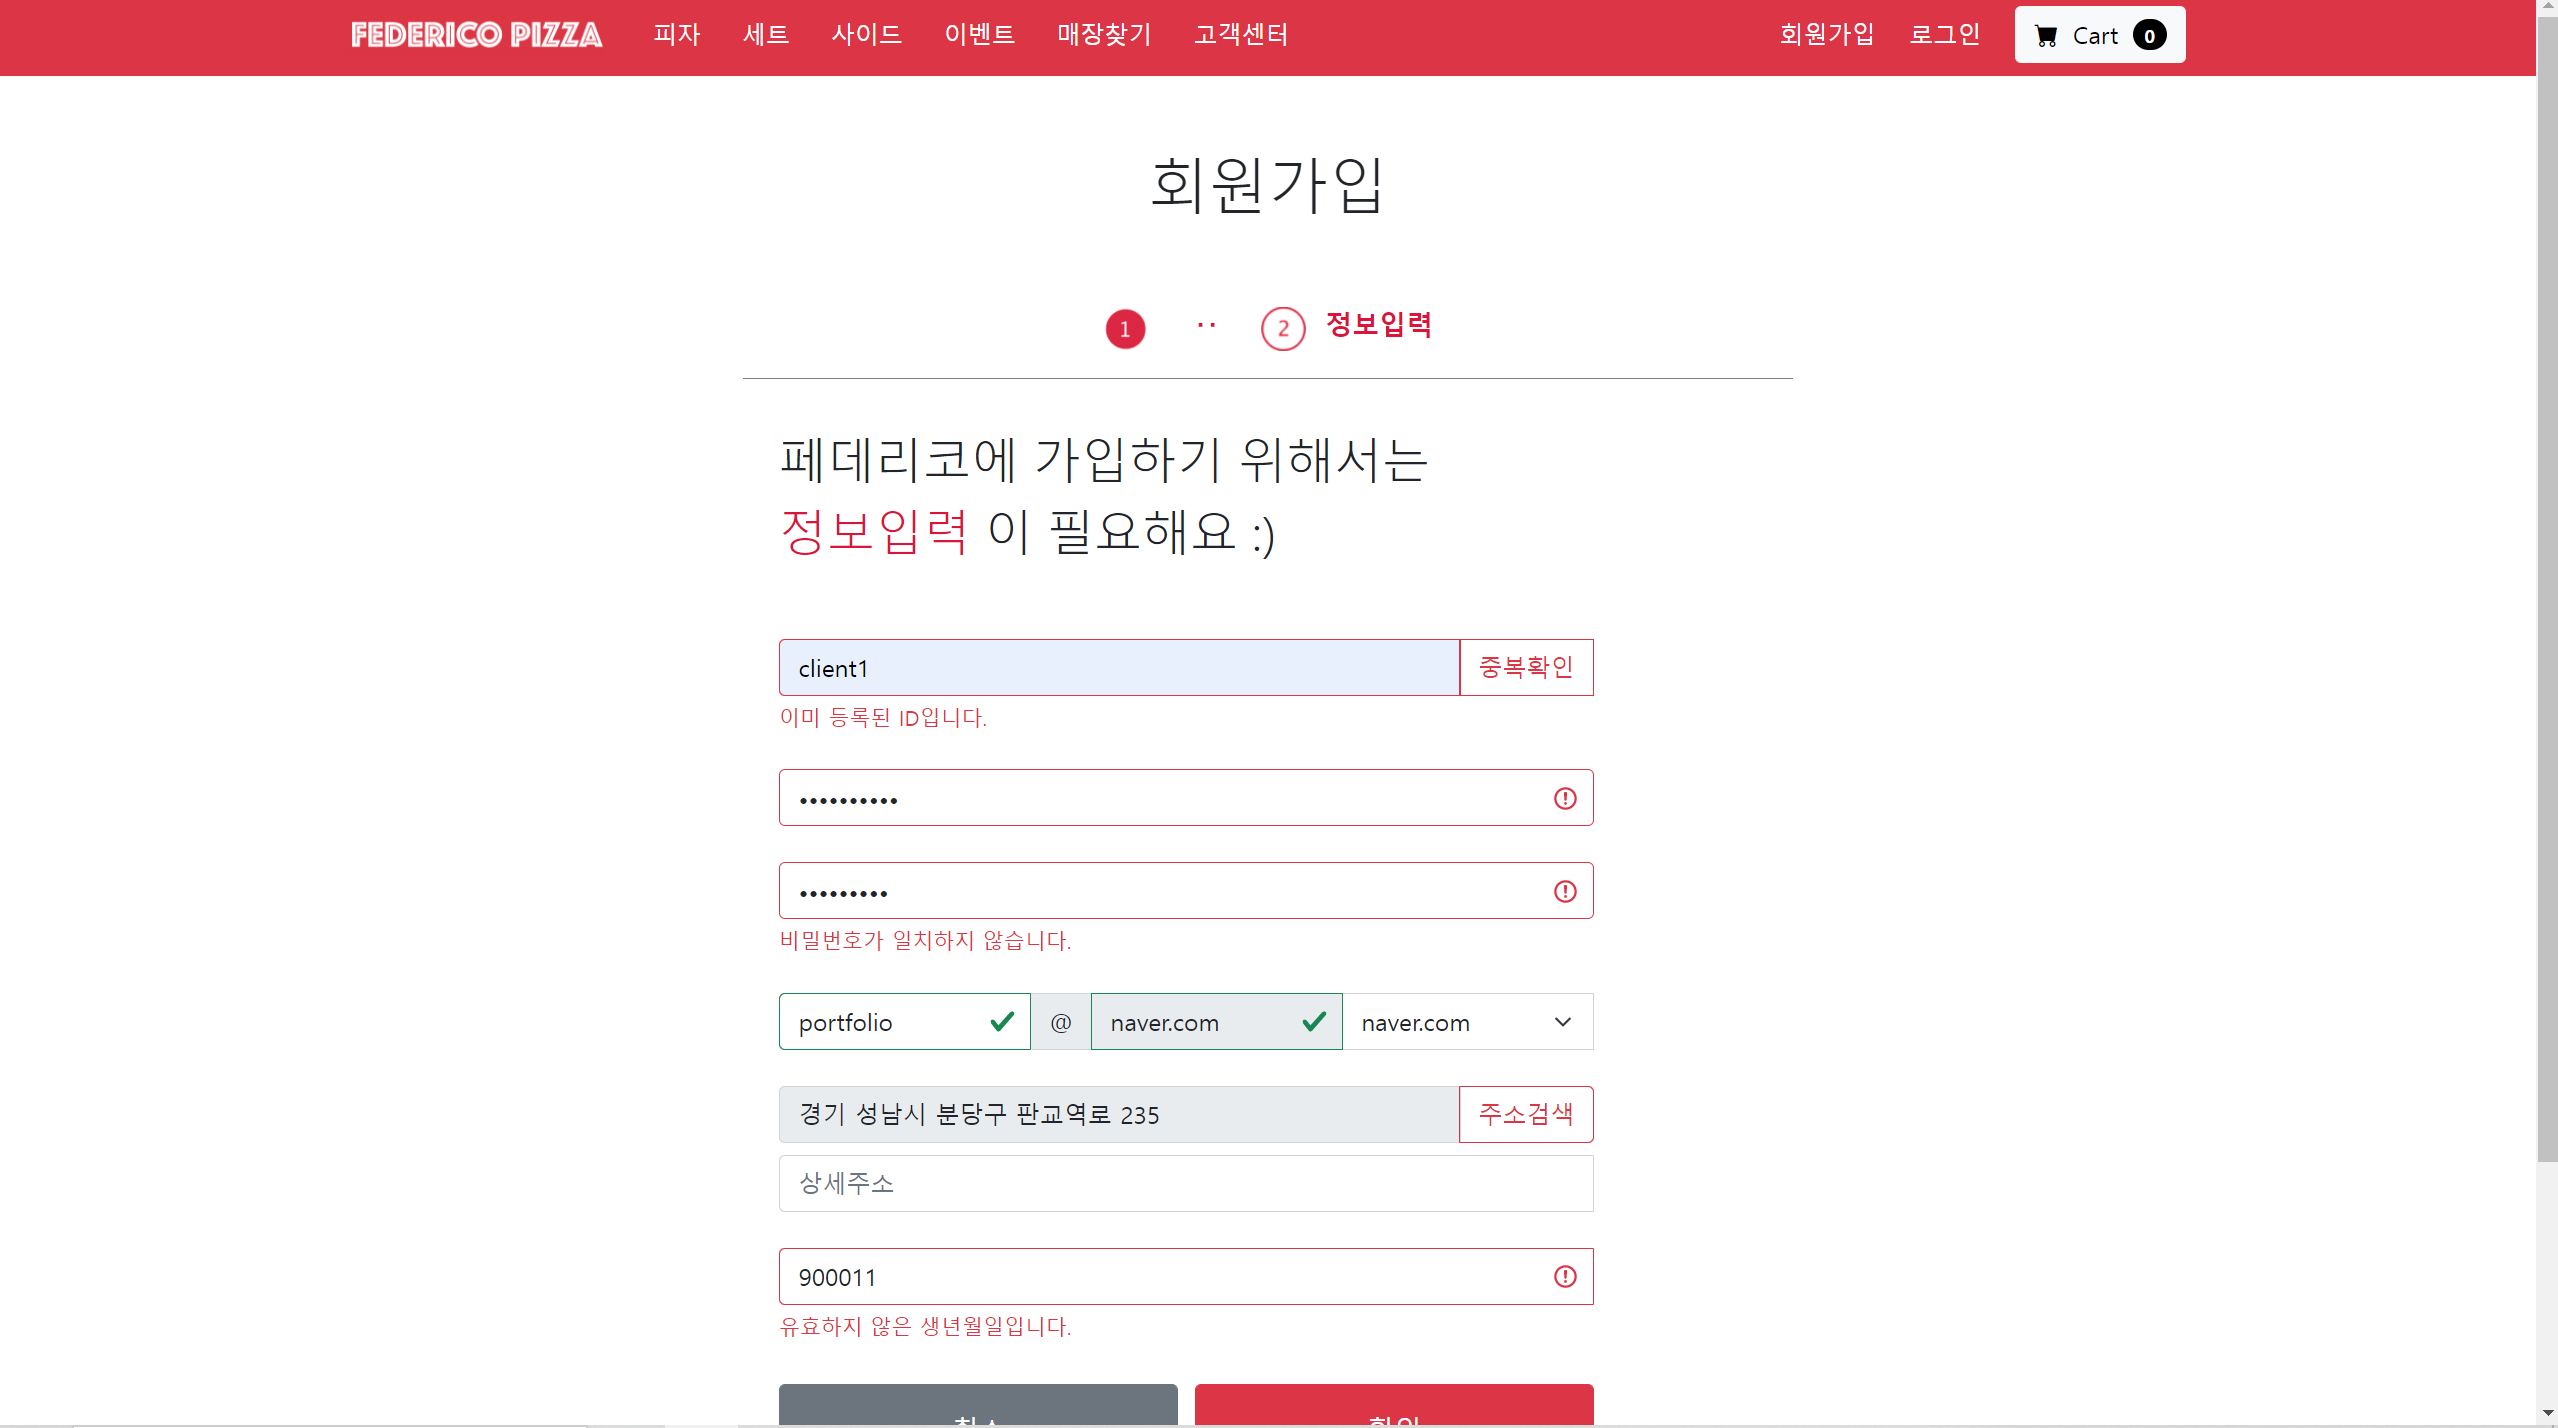 FEDERICO PIZZA 피자 세트 사이드 이벤트 매장찾기 고객센터 회원가입 로그인 Cart 0
회원가입
1 ·· 2 정보입력
페데리코에 가입하기 위해서는
정보입력 이 필요해요 :)
client1 중복확인
이미 등록된 ID입니다.
••••••••••
•••••••••
비밀번호가 일치하지 않습니다.
portfolio @ naver.com naver.com
경기 성남시 분당구 판교역로 235 주소검색
상세주소
900011
유효하지 않은 생년월일입니다.